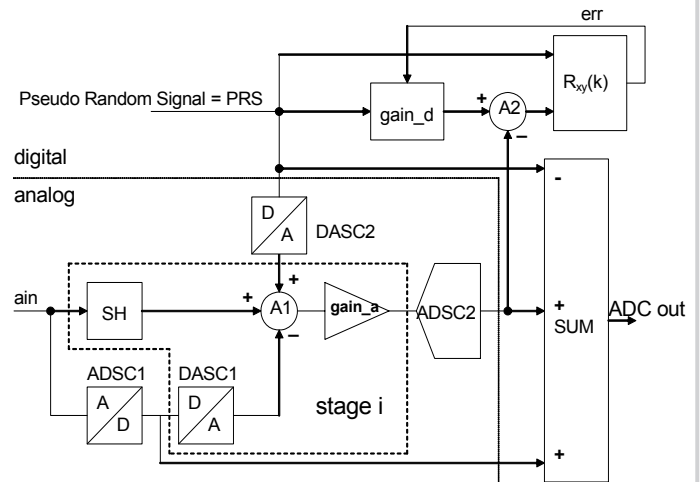 err
Pseudo Random Signal = PRS
gain_d
+
A2
−
Rxy(k)
digital
analog
D
A
DASC2
-
ain
SH
+
+
A1
−
gain_a
ADSC2
+
SUM
ADC out
ADSC1
DASC1
A
D
D
A
stage i
+